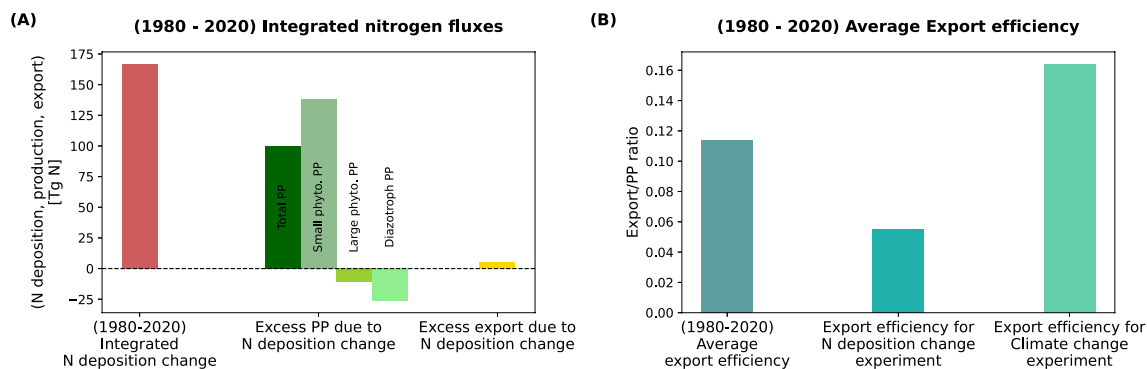 (A)
(1980 - 2020) Integrated nitrogen fluxes
(N deposition, production, export)
[Tg N]
175
150
125
100
75
50
25
0
−25
Total PP
Small phyto. PP
Large phyto. PP
Diazotroph PP
(1980-2020)
Integrated
N deposition change
Excess PP due to
N deposition change
Excess export due to
N deposition change
(B)
(1980 - 2020) Average Export efficiency
Export/PP ratio
0.16
0.14
0.12
0.10
0.08
0.06
0.04
0.02
0.00
(1980-2020)
Average
export efficiency
Export efficiency for
N deposition change
experiment
Export efficiency for
Climate change
experiment